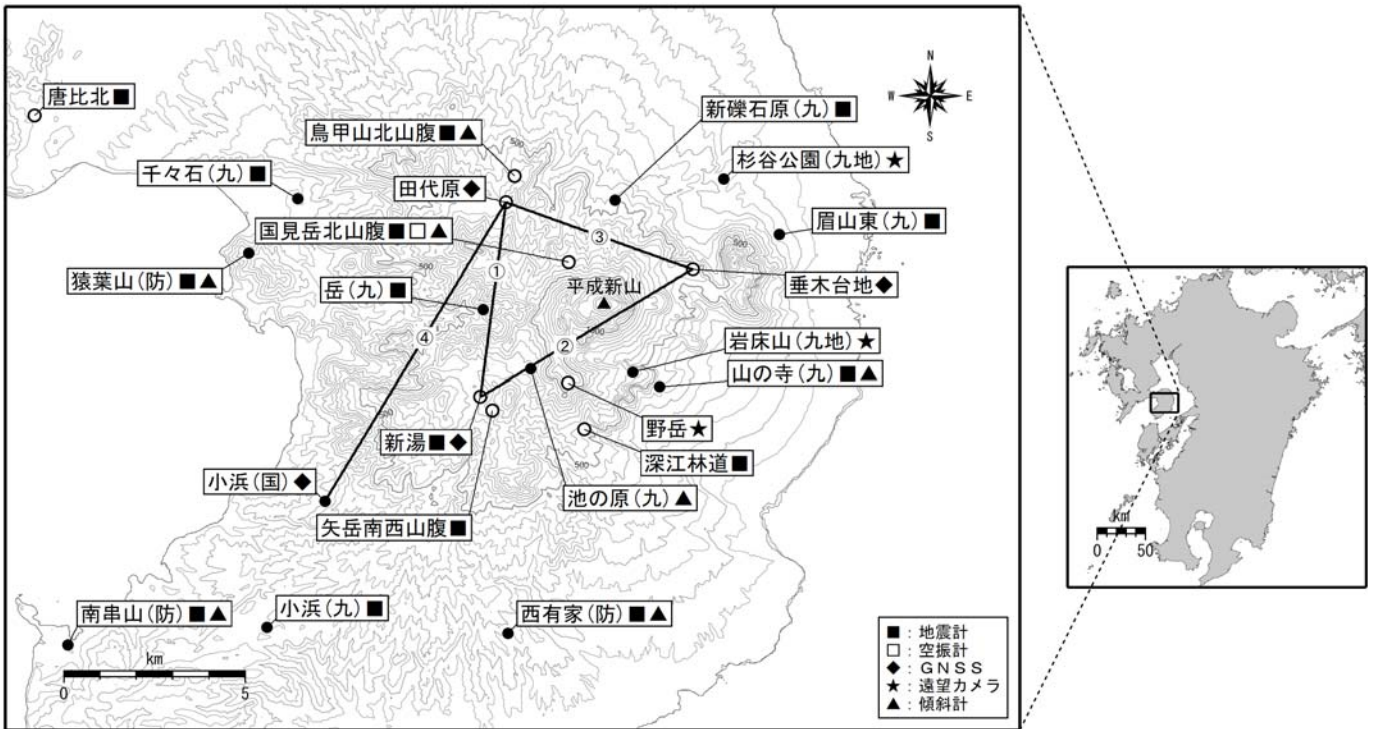 唐比北■
鳥甲山北山腹■▲
新礫石原(九)■
N
W
E
S
千々石(九)■
田代原◆
杉谷公園(九地)★
国見岳北山腹■□▲
眉山東(九)■
猿葉山(防)■▲
岳(九)■
平成新山
垂木台地◆
①
②
③
④
岩床山(九地)★
山の寺(九)■▲
新湯■◆
野岳★
深江林道■
小浜(国)◆
池の原(九)▲
矢岳南西山腹■
南串山(防)■▲
小浜(九)■
西有家(防)■▲
500
500
500
500
500
km
0 5
■:地震計
□:空振計
◆:GNSS
★:遠望カメラ
▲:傾斜計
km
0 50